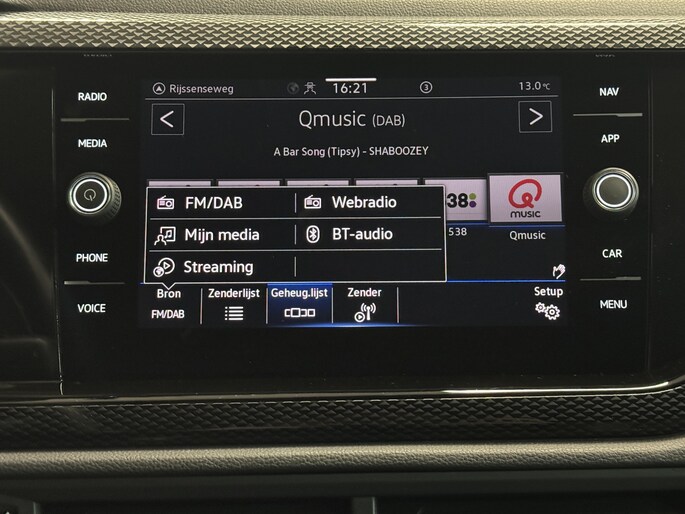 RADIO
MEDIA
PHONE
VOICE
Rijssenseweg
16:21
3
13.0°C
<
Qmusic (DAB)
>
A Bar Song (Tipsy) - SHABOOZEY
FM/DAB
Webradio
Mijn media
BT-audio
Streaming
38
538
Q
MUSIC
Qmusic
Bron
FM/DAB
Zenderlijst
Geheug.lijst
Zender
Setup
NAV
APP
CAR
MENU